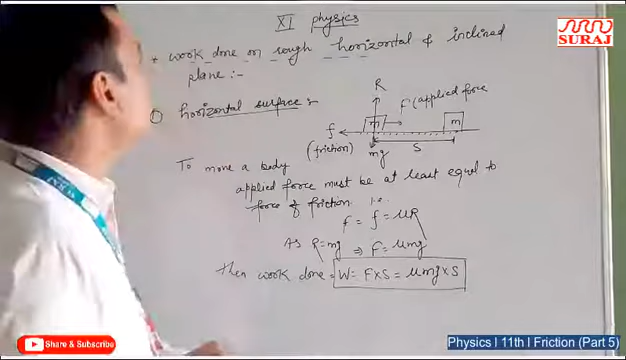 XI physics
* work done on rough horizontal & inclined
plane :-
① horizontal surface :-
R
F (applied force
f
m
m
(friction)
mg
S
To move a body
applied force must be at least equal to
force of friction i.e.
F = f = μR
As R = mg ⇒ F = μmg
then work done = W = F×S = μmg×S
SURAJ
SURAJ
Share & Subscribe
Physics | 11th | Friction (Part 5)